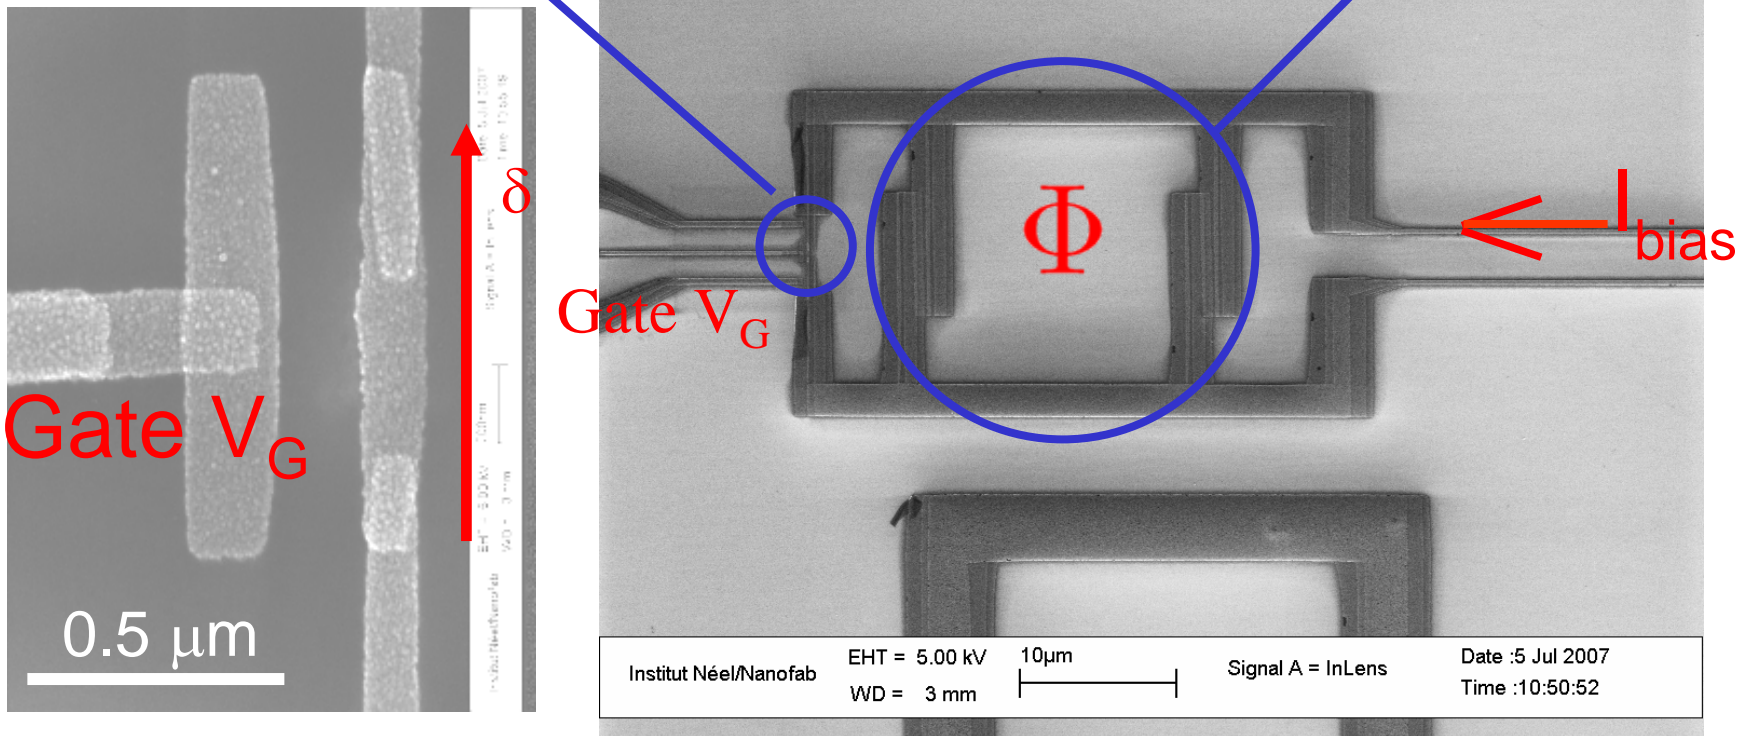 δ
Gate V_G
0.5 μm
Φ
I_bias
Gate V_G
Institut Néel/Nanofab
EHT = 5.00 kV
WD = 3 mm
10μm
Signal A = InLens
Date :5 Jul 2007
Time :10:50:52